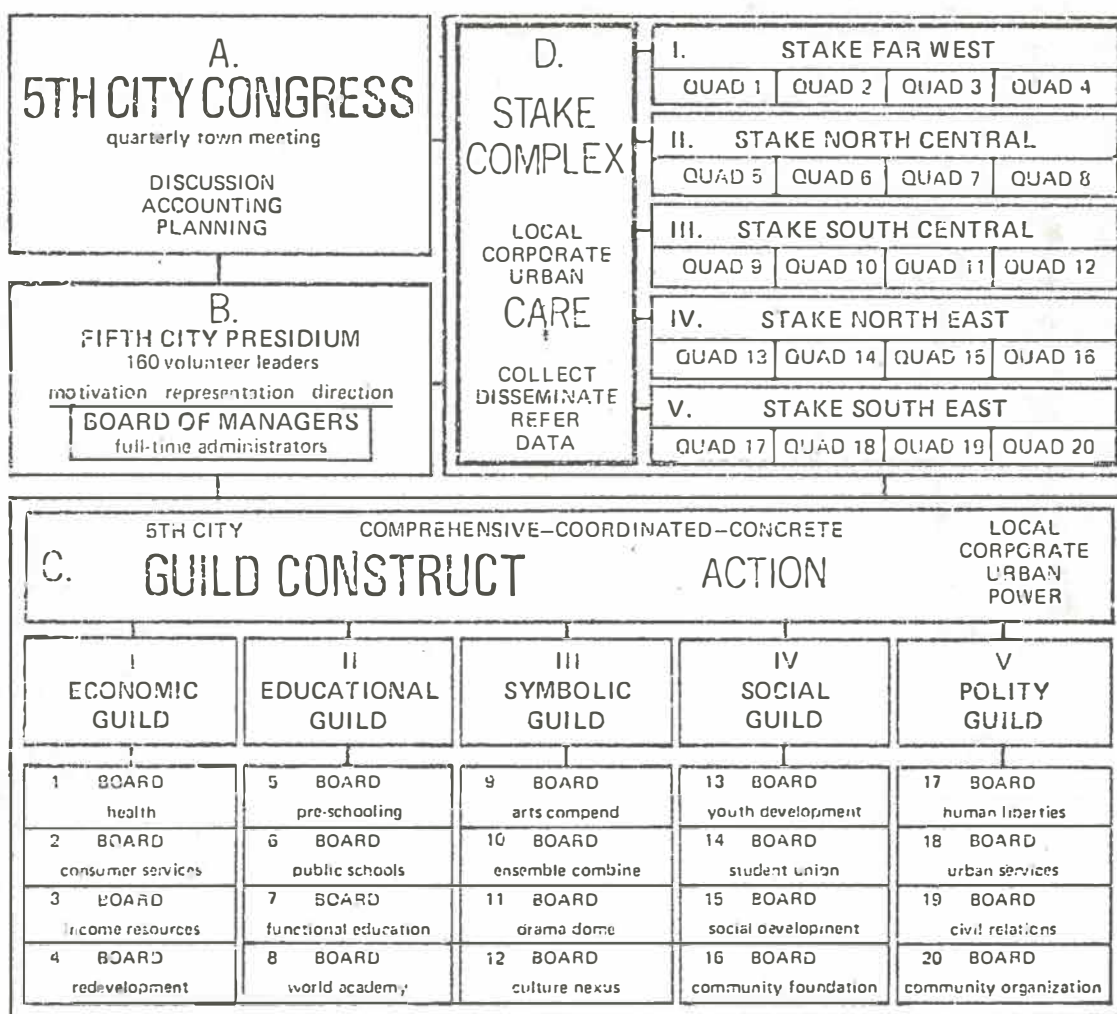 A.
5TH CITY CONGRESS
quarterly town meeting
DISCUSSION
ACCOUNTING
PLANNING
B.
FIFTH CITY PRESIDIUM
160 volunteer leaders
motivation representation direction
BOARD OF MANAGERS
full-time administrators
D.
STAKE
COMPLEX
LOCAL
CORPORATE
URBAN
CARE
COLLECT
DISSEMINATE
REFER
DATA
I. STAKE FAR WEST
QUAD 1 QUAD 2 QUAD 3 QUAD 4
II. STAKE NORTH CENTRAL
QUAD 5 QUAD 6 QUAD 7 QUAD 8
III. STAKE SOUTH CENTRAL
QUAD 9 QUAD 10 QUAD 11 QUAD 12
IV. STAKE NORTH EAST
QUAD 13 QUAD 14 QUAD 15 QUAD 16
V. STAKE SOUTH EAST
QUAD 17 QUAD 18 QUAD 19 QUAD 20
5TH CITY COMPREHENSIVE–COORDINATED–CONCRETE
C. GUILD CONSTRUCT ACTION
LOCAL
CORPORATE
URBAN
POWER
I
ECONOMIC
GUILD
1 BOARD
health
2 BOARD
consumer services
3 BOARD
income resources
4 BOARD
redevelopment
II
EDUCATIONAL
GUILD
5 BOARD
pre-schooling
6 BOARD
public schools
7 BOARD
functional education
8 BOARD
world academy
III
SYMBOLIC
GUILD
9 BOARD
arts compend
10 BOARD
ensemble combine
11 BOARD
drama dome
12 BOARD
culture nexus
IV
SOCIAL
GUILD
13 BOARD
youth development
14 BOARD
student union
15 BOARD
social development
16 BOARD
community foundation
V
POLITY
GUILD
17 BOARD
human liberties
18 BOARD
urban services
19 BOARD
civil relations
20 BOARD
community organization